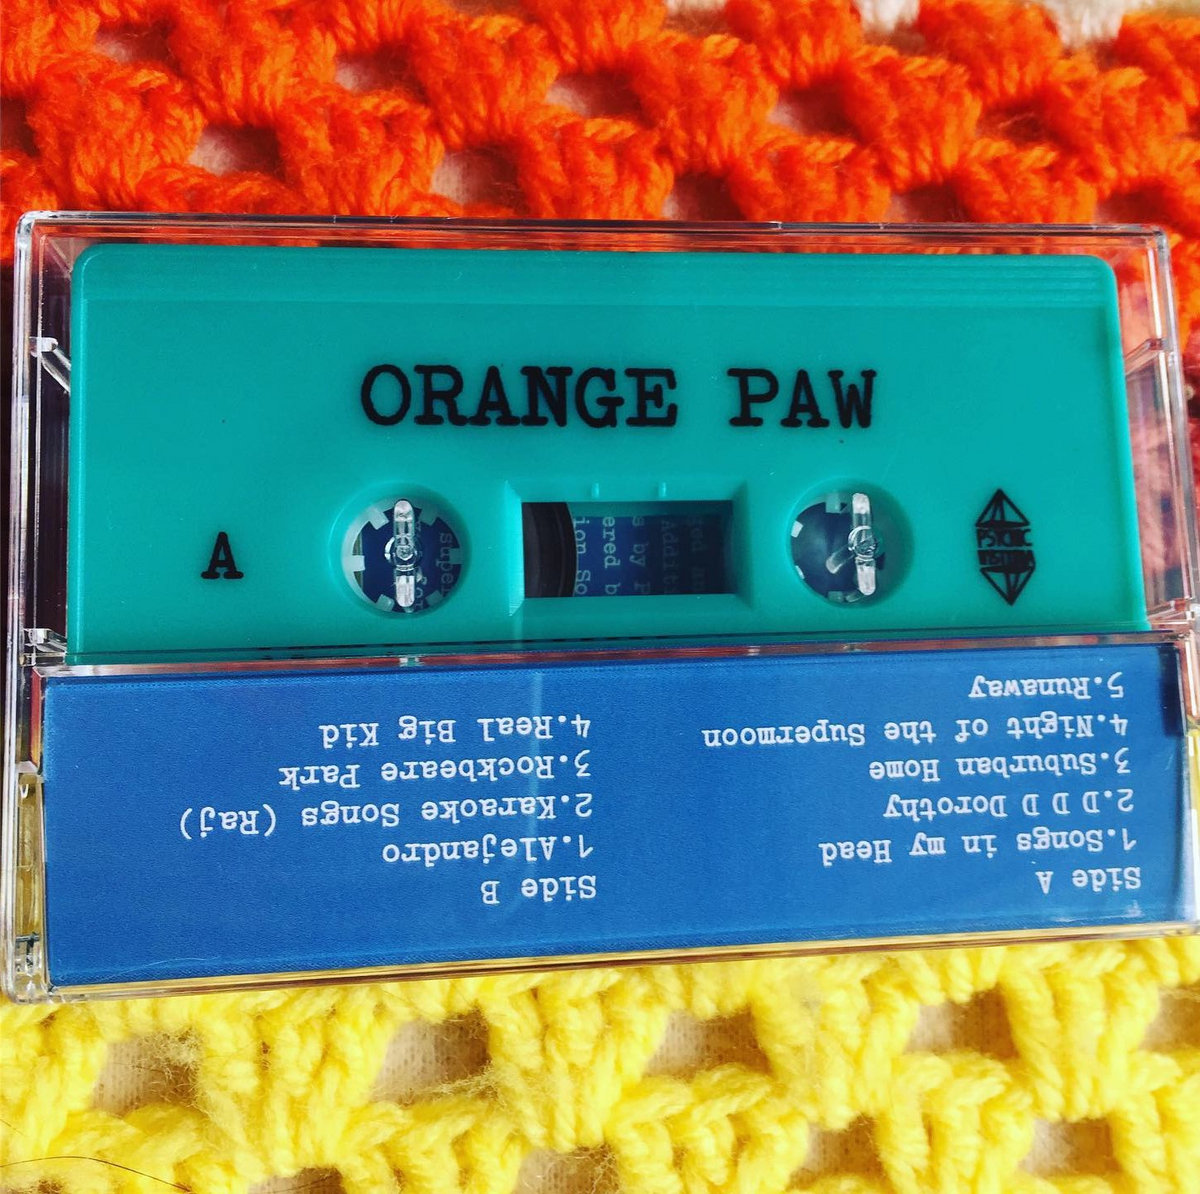 ORANGE PAW
A
PSYCHIC
Side A
1.Songs in my Head
2.D D D Dorothy
3.Suburban Home
4.Night of the Supermoon
5.Runaway
Side B
1.Alejandro
2.Karaoke Songs (Raj)
3.Rockbeare Park
4.Real Big Kid